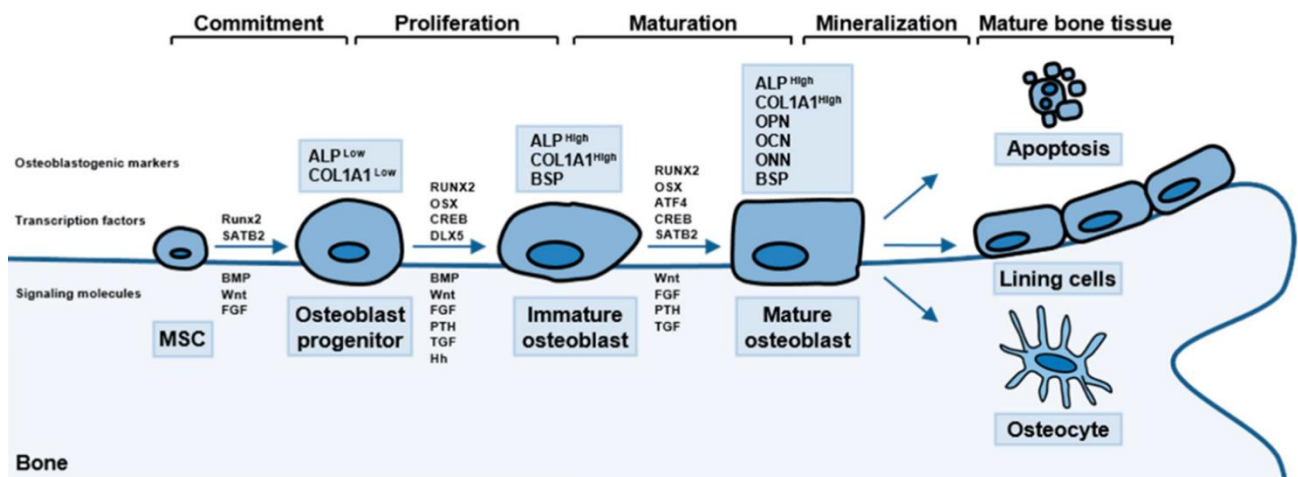 Commitment
Proliferation
Maturation
Mineralization
Mature bone tissue
Osteoblastogenic markers
Transcription factors
Signaling molecules
MSC
Runx2
SATB2
BMP
Wnt
FGF
ALP Low
COL1A1 Low
Osteoblast
progenitor
RUNX2
OSX
CREB
DLX5
BMP
Wnt
FGF
PTH
TGF
Hh
ALP High
COL1A1 High
BSP
Immature
osteoblast
RUNX2
OSX
ATF4
CREB
SATB2
Wnt
FGF
PTH
TGF
ALP High
COL1A1 High
OPN
OCN
ONN
BSP
Mature
osteoblast
Apoptosis
Lining cells
Osteocyte
Bone